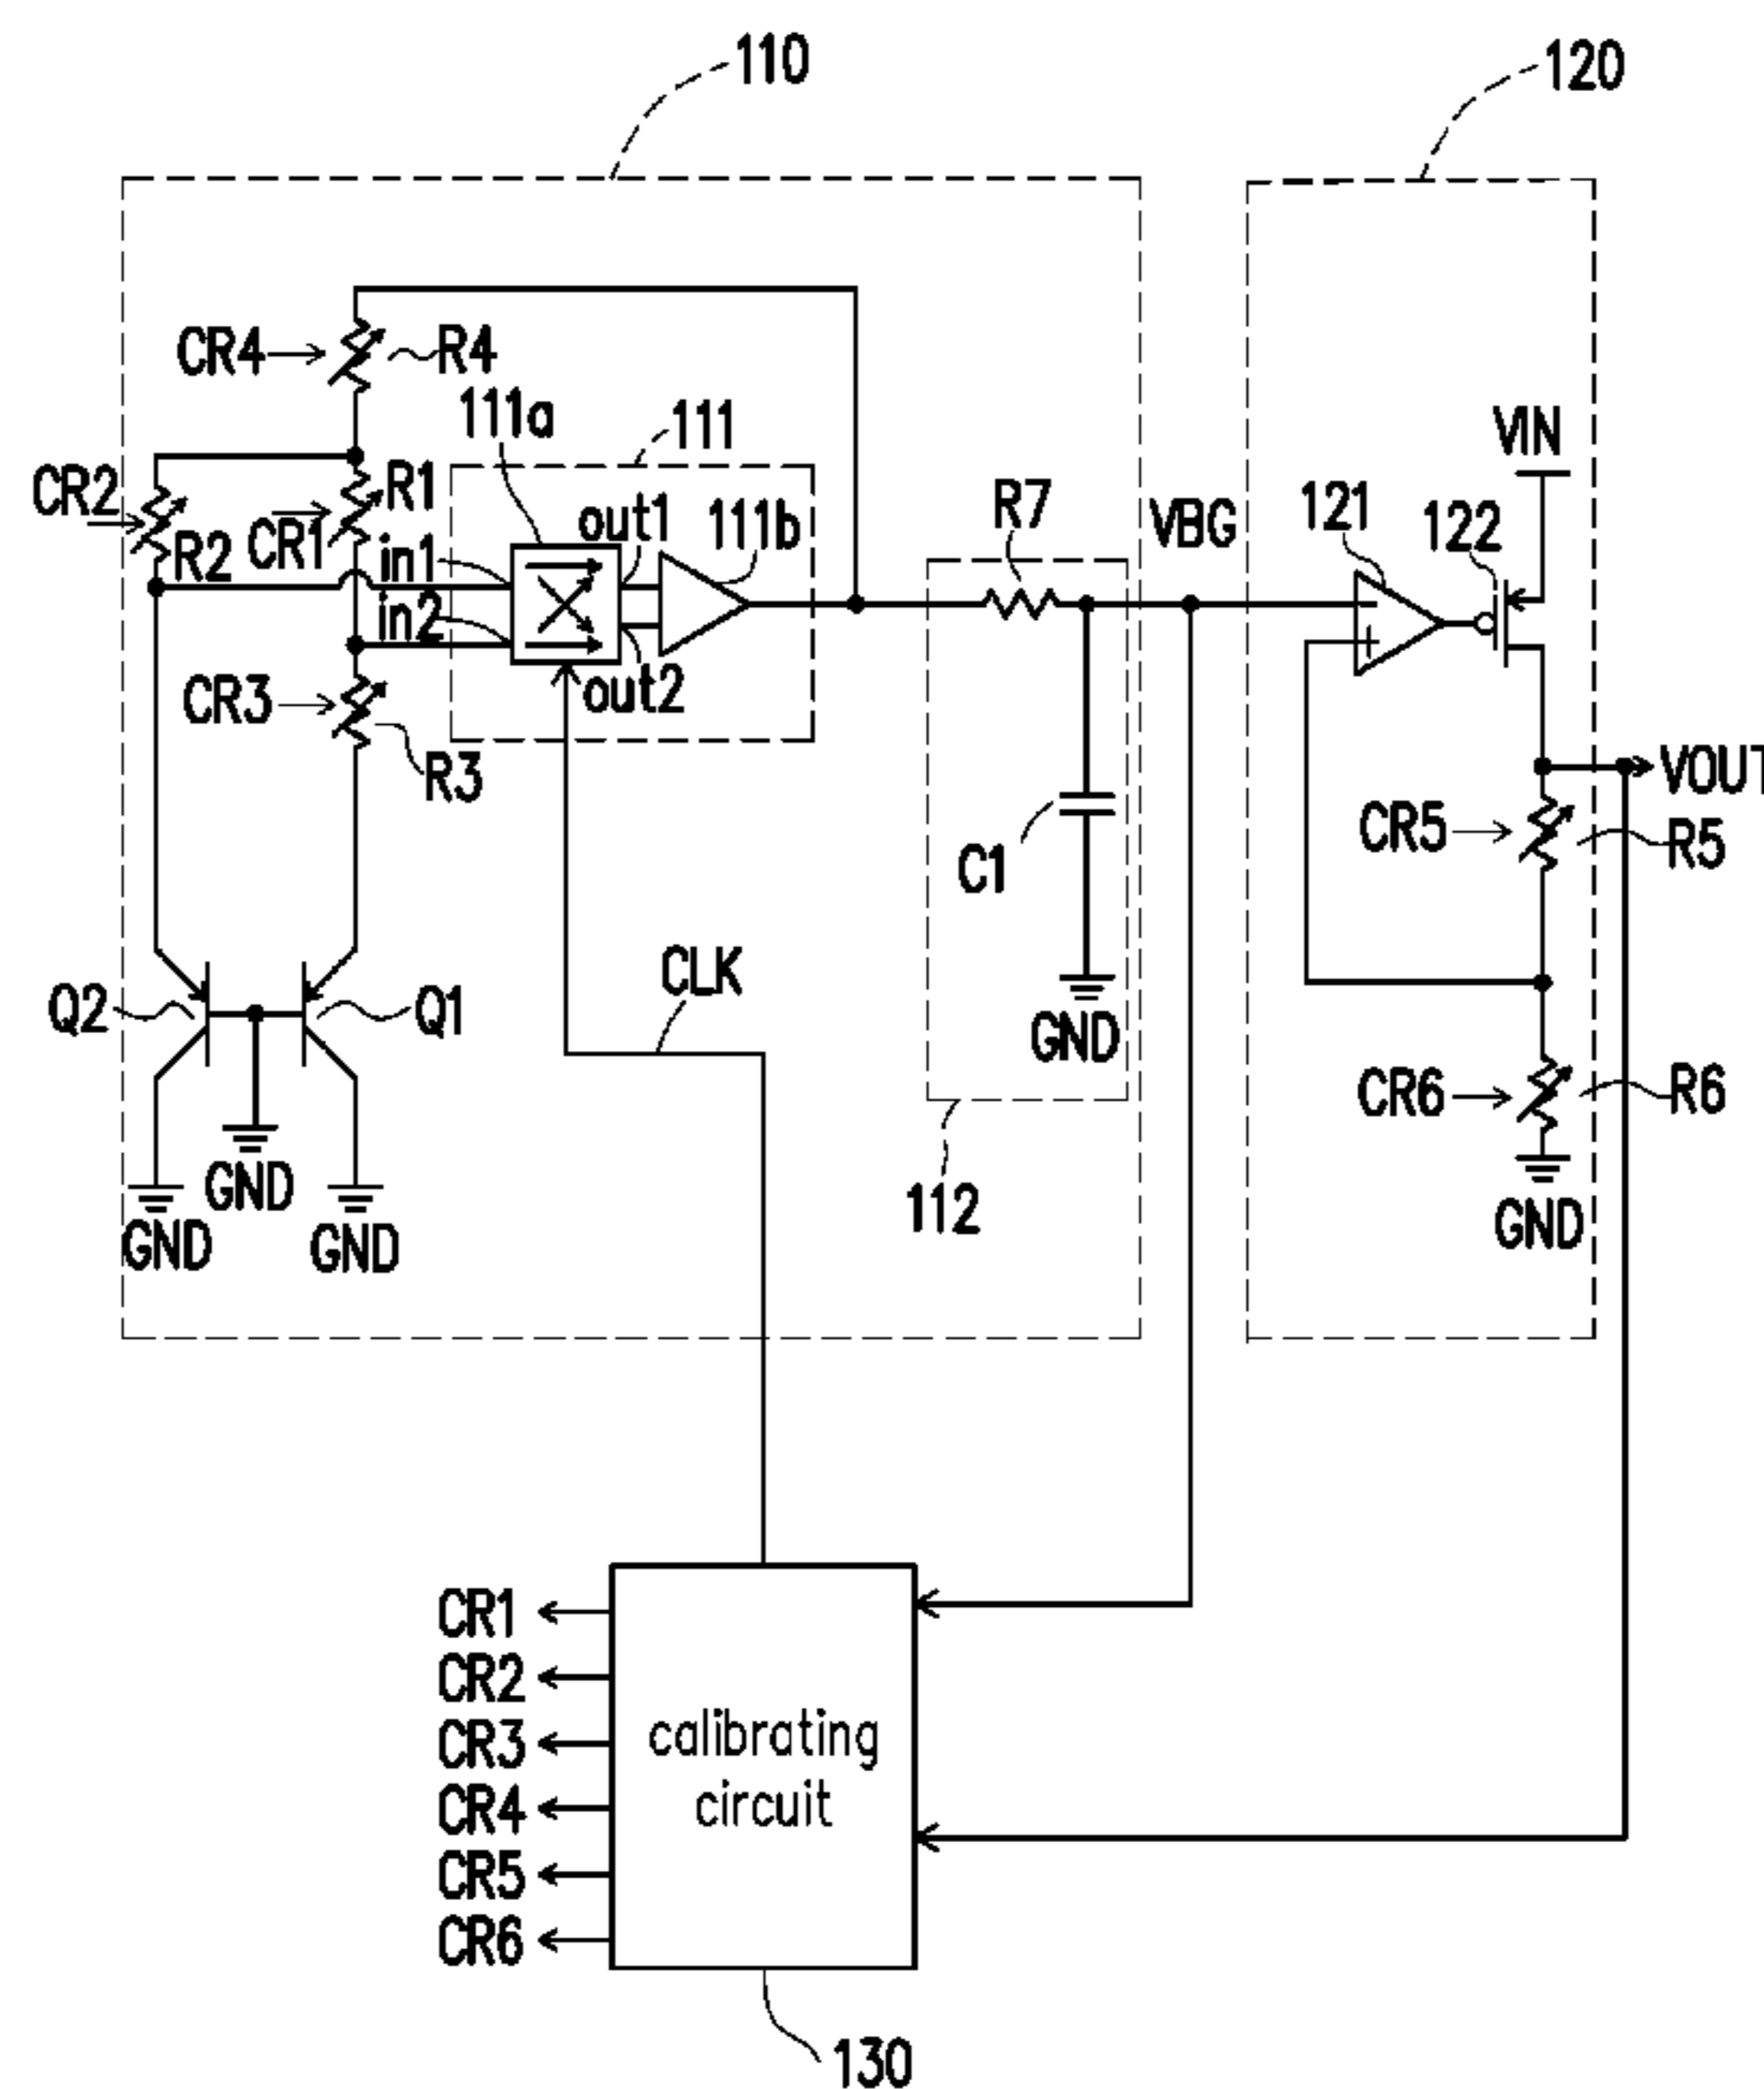 110
120
CR4
R4
111a
111
VIN
CR2
R1
R7
VBG
121
122
out1
111b
R2
CR1
in1
in2
out2
CR3
R3
VOUT
CR5
R5
C1
CLK
Q2
Q1
GND
CR6
R6
GND
GND
GND
112
GND
CR1
CR2
CR3
calibrating
circuit
CR4
CR5
CR6
130